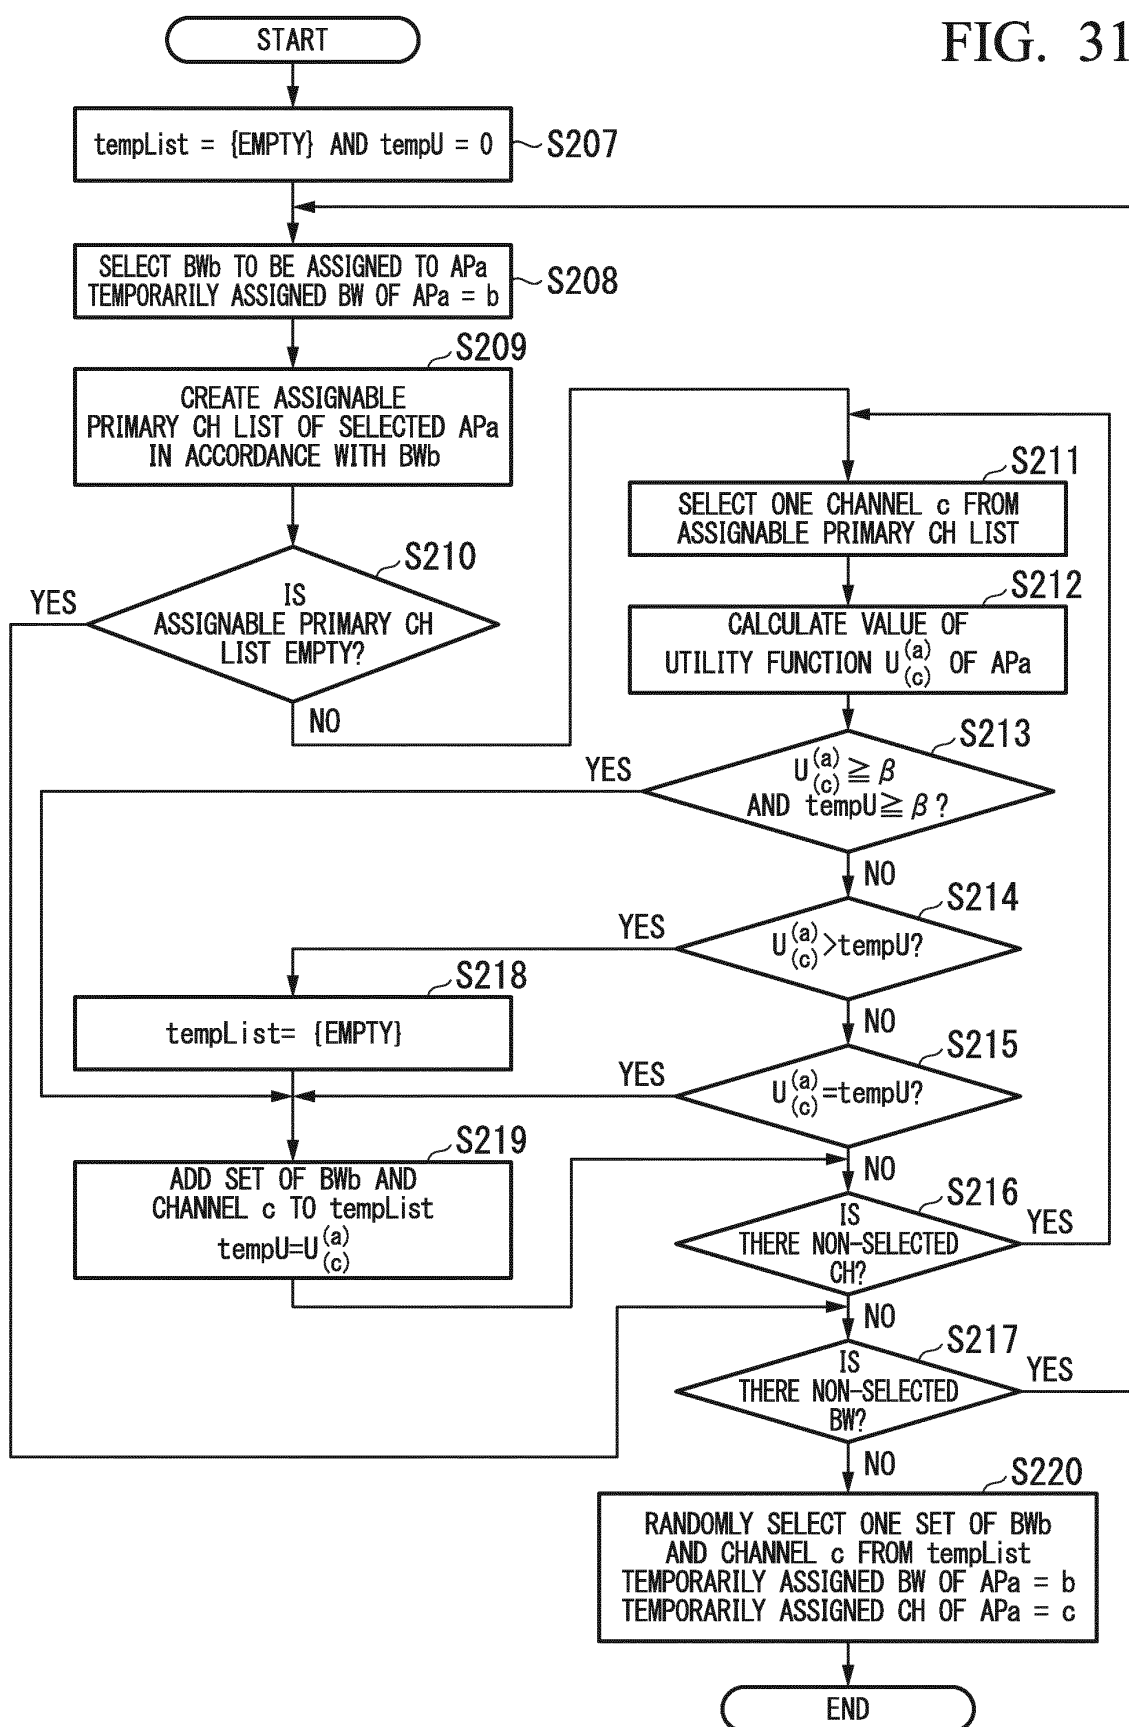 FIG. 31
START
tempList = {EMPTY} AND tempU = 0
S207
SELECT BWb TO BE ASSIGNED TO APa
TEMPORARILY ASSIGNED BW OF APa = b
S208
S209
CREATE ASSIGNABLE
PRIMARY CH LIST OF SELECTED APa
IN ACCORDANCE WITH BWb
S210
YES
IS
ASSIGNABLE PRIMARY CH
LIST EMPTY?
NO
S211
SELECT ONE CHANNEL c FROM
ASSIGNABLE PRIMARY CH LIST
S212
CALCULATE VALUE OF
UTILITY FUNCTION U(a)(c) OF APa
S213
YES
U(a)(c) ≧ β
AND tempU ≧ β?
NO
S214
YES
U(a)(c)>tempU?
NO
S218
tempList= {EMPTY}
S215
YES
U(a)(c)=tempU?
NO
S219
ADD SET OF BWb AND
CHANNEL c TO tempList
tempU=U(a)(c)
S216
IS
THERE NON-SELECTED
CH?
YES
NO
S217
IS
THERE NON-SELECTED
BW?
YES
NO
S220
RANDOMLY SELECT ONE SET OF BWb
AND CHANNEL c FROM tempList
TEMPORARILY ASSIGNED BW OF APa = b
TEMPORARILY ASSIGNED CH OF APa = c
END